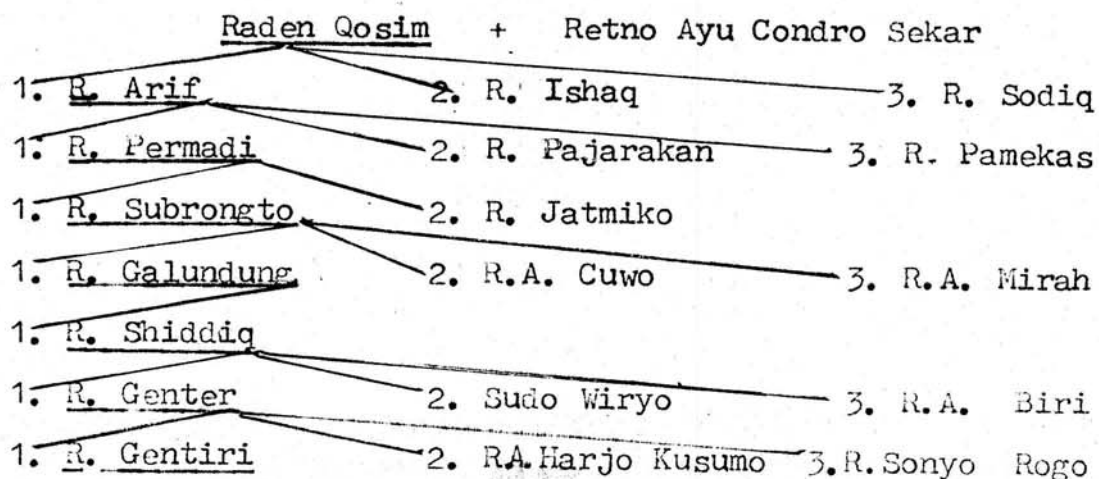 Raden Qosim + Retno Ayu Condro Sekar
1. R. Arif 2. R. Ishaq 3. R. Sodiq
1. R. Permadi 2. R. Pajarakan 3. R. Pamekas
1. R. Subrongto 2. R. Jatmiko
1. R. Galundung 2. R.A. Cuwo 3. R.A. Mirah
1. R. Shiddiq
1. R. Genter 2. Sudo Wiryo 3. R.A. Biri
1. R. Gentiri 2. R.A. Harjo Kusumo 3. R. Sonyo Rogo